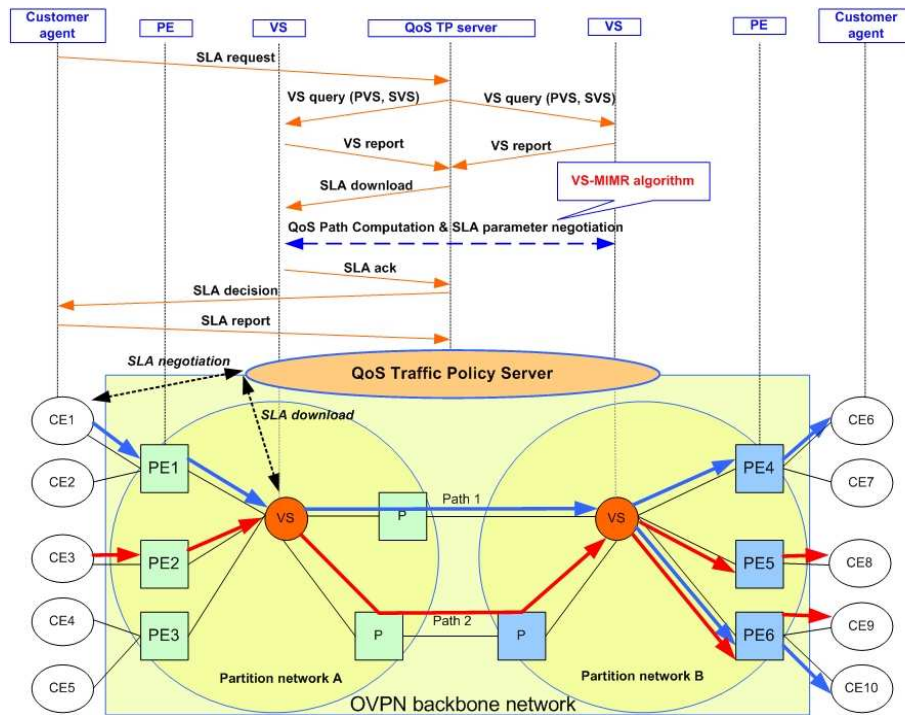 Customer agent
PE
VS
QoS TP server
VS
PE
Customer agent
SLA request
VS query (PVS, SVS)
VS query (PVS, SVS)
VS report
VS report
SLA download
VS-MIMR algorithm
QoS Path Computation & SLA parameter negotiation
SLA ack
SLA decision
SLA report
SLA negotiation
QoS Traffic Policy Server
SLA download
CE1
CE6
PE1
PE4
CE2
CE7
Path 1
VS
P
VS
CE3
PE2
PE5
CE8
CE4
PE3
P
Path 2
P
PE6
CE9
Partition network A
Partition network B
CE5
CE10
OVPN backbone network